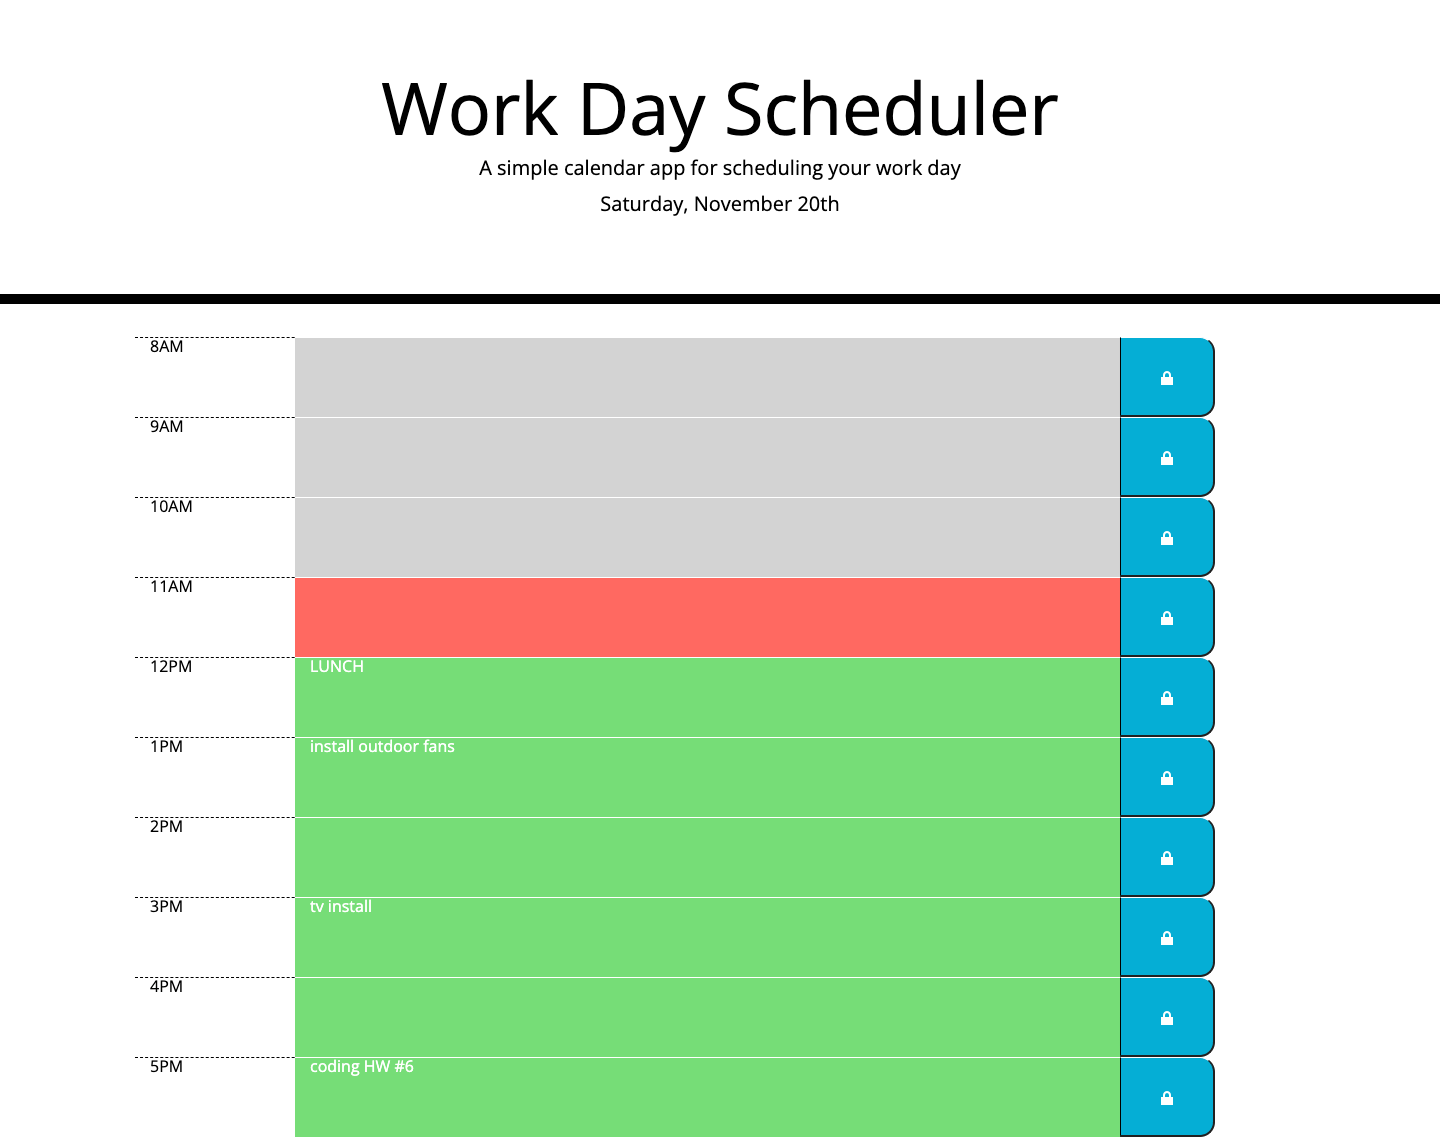 Work Day Scheduler
A simple calendar app for scheduling your work day
Saturday, November 20th
8AM
9AM
10AM
11AM
12PM LUNCH
1PM install outdoor fans
2PM
3PM tv install
4PM
5PM coding HW #6